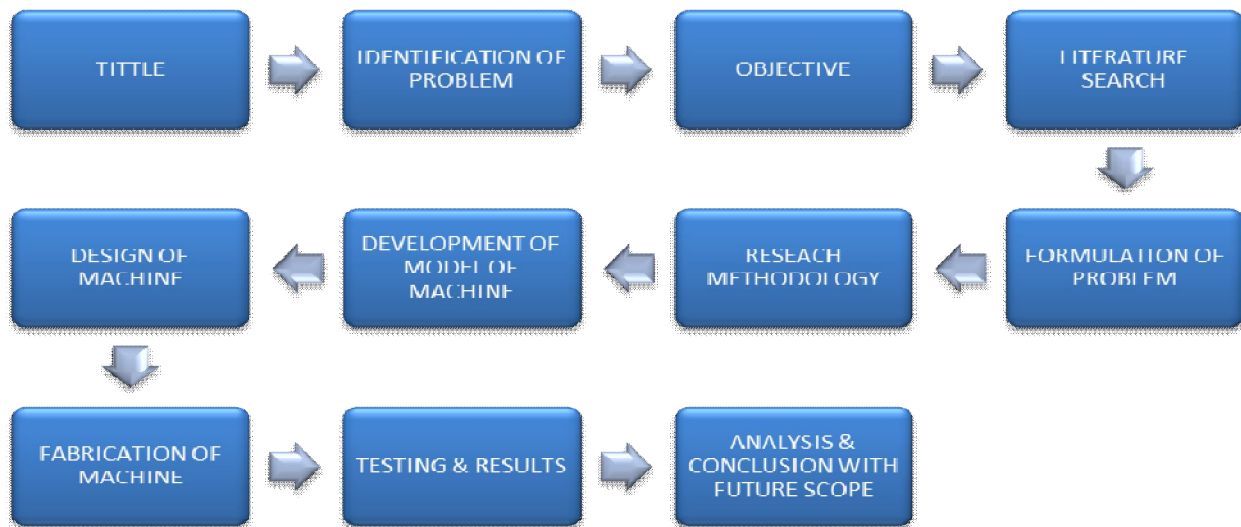 TITTLE
IDENTIFICATION OF
PROBLEM
OBJECTIVE
LITERATURE
SEARCH
FORMULATION OF
PROBLEM
RESEACH
METHODOLOGY
DEVELOPMENT OF
MODEL OF
MACHINE
DESIGN OF
MACHINE
FABRICATION OF
MACHINE
TESTING & RESULTS
ANALYSIS &
CONCLUSION WITH
FUTURE SCOPE